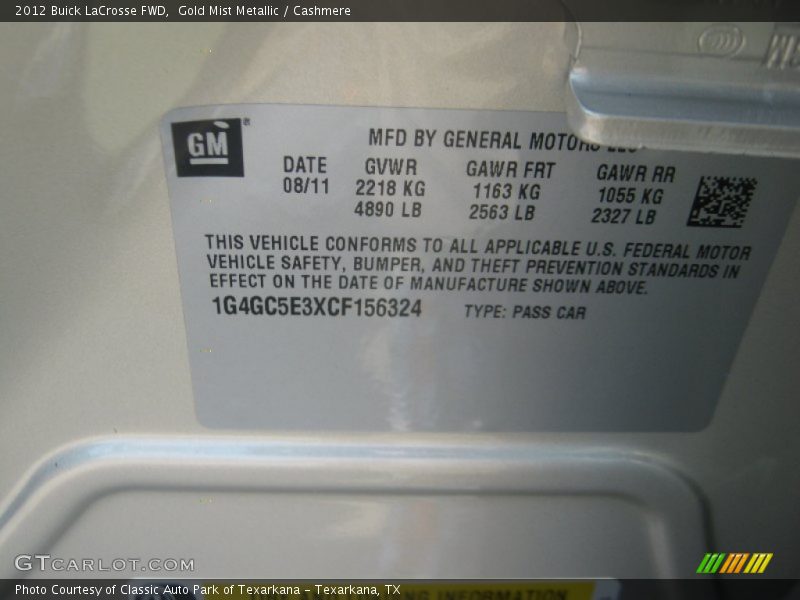 2012 Buick LaCrosse FWD,  Gold Mist Metallic / Cashmere
GM
MFD BY GENERAL MOTORS LLC
DATE GVWR GAWR FRT GAWR RR
08/11 2218 KG 1163 KG 1055 KG
4890 LB 2563 LB 2327 LB
THIS VEHICLE CONFORMS TO ALL APPLICABLE U.S. FEDERAL MOTOR
VEHICLE SAFETY, BUMPER, AND THEFT PREVENTION STANDARDS IN
EFFECT ON THE DATE OF MANUFACTURE SHOWN ABOVE.
1G4GC5E3XCF156324 TYPE: PASS CAR
GTCARLOT.COM
Photo Courtesy of Classic Auto Park of Texarkana - Texarkana, TX
INFORMATION